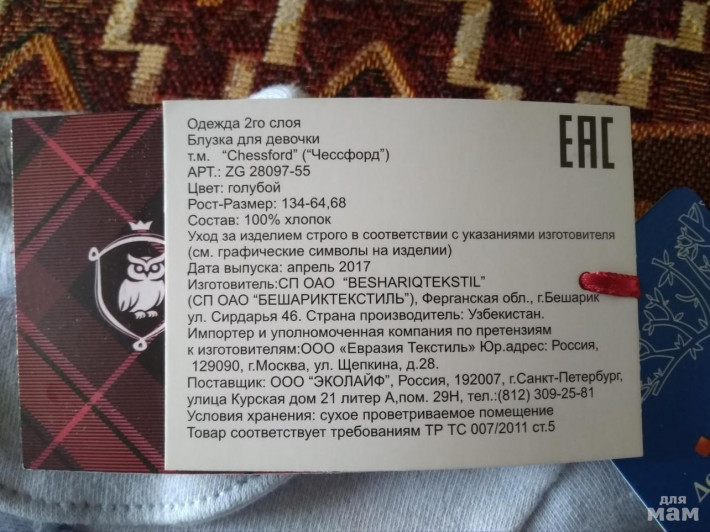 Одежда 2го слоя
Блузка для девочки
т.м. "Chessford" ("Чессфорд")
АРТ.: ZG 28097-55
Цвет: голубой
Рост-Размер: 134-64,68
Состав: 100% хлопок
Уход за изделием строго в соответствии с указаниями изготовителя
(см. графические символы на изделии)
Дата выпуска: апрель 2017
Изготовитель:СП ОАО "BESHARIQTEKSTIL"
(СП ОАО "БЕШАРИКТЕКСТИЛЬ"), Ферганская обл., г.Бешарик
ул. Сирдарья 46. Страна производитель: Узбекистан.
Импортер и уполномоченная компания по претензиям
к изготовителям:ООО «Евразия Текстиль» Юр.адрес: Россия,
129090, г.Москва, ул. Щепкина, д.28.
Поставщик: ООО "ЭКОЛАЙФ", Россия, 192007, г.Санкт-Петербург,
улица Курская дом 21 литер А,пом. 29Н, тел.:(812) 309-25-81
Условия хранения: сухое проветриваемое помещение
Товар соответствует требованиям ТР ТС 007/2011 ст.5
ЕАС
для
мам